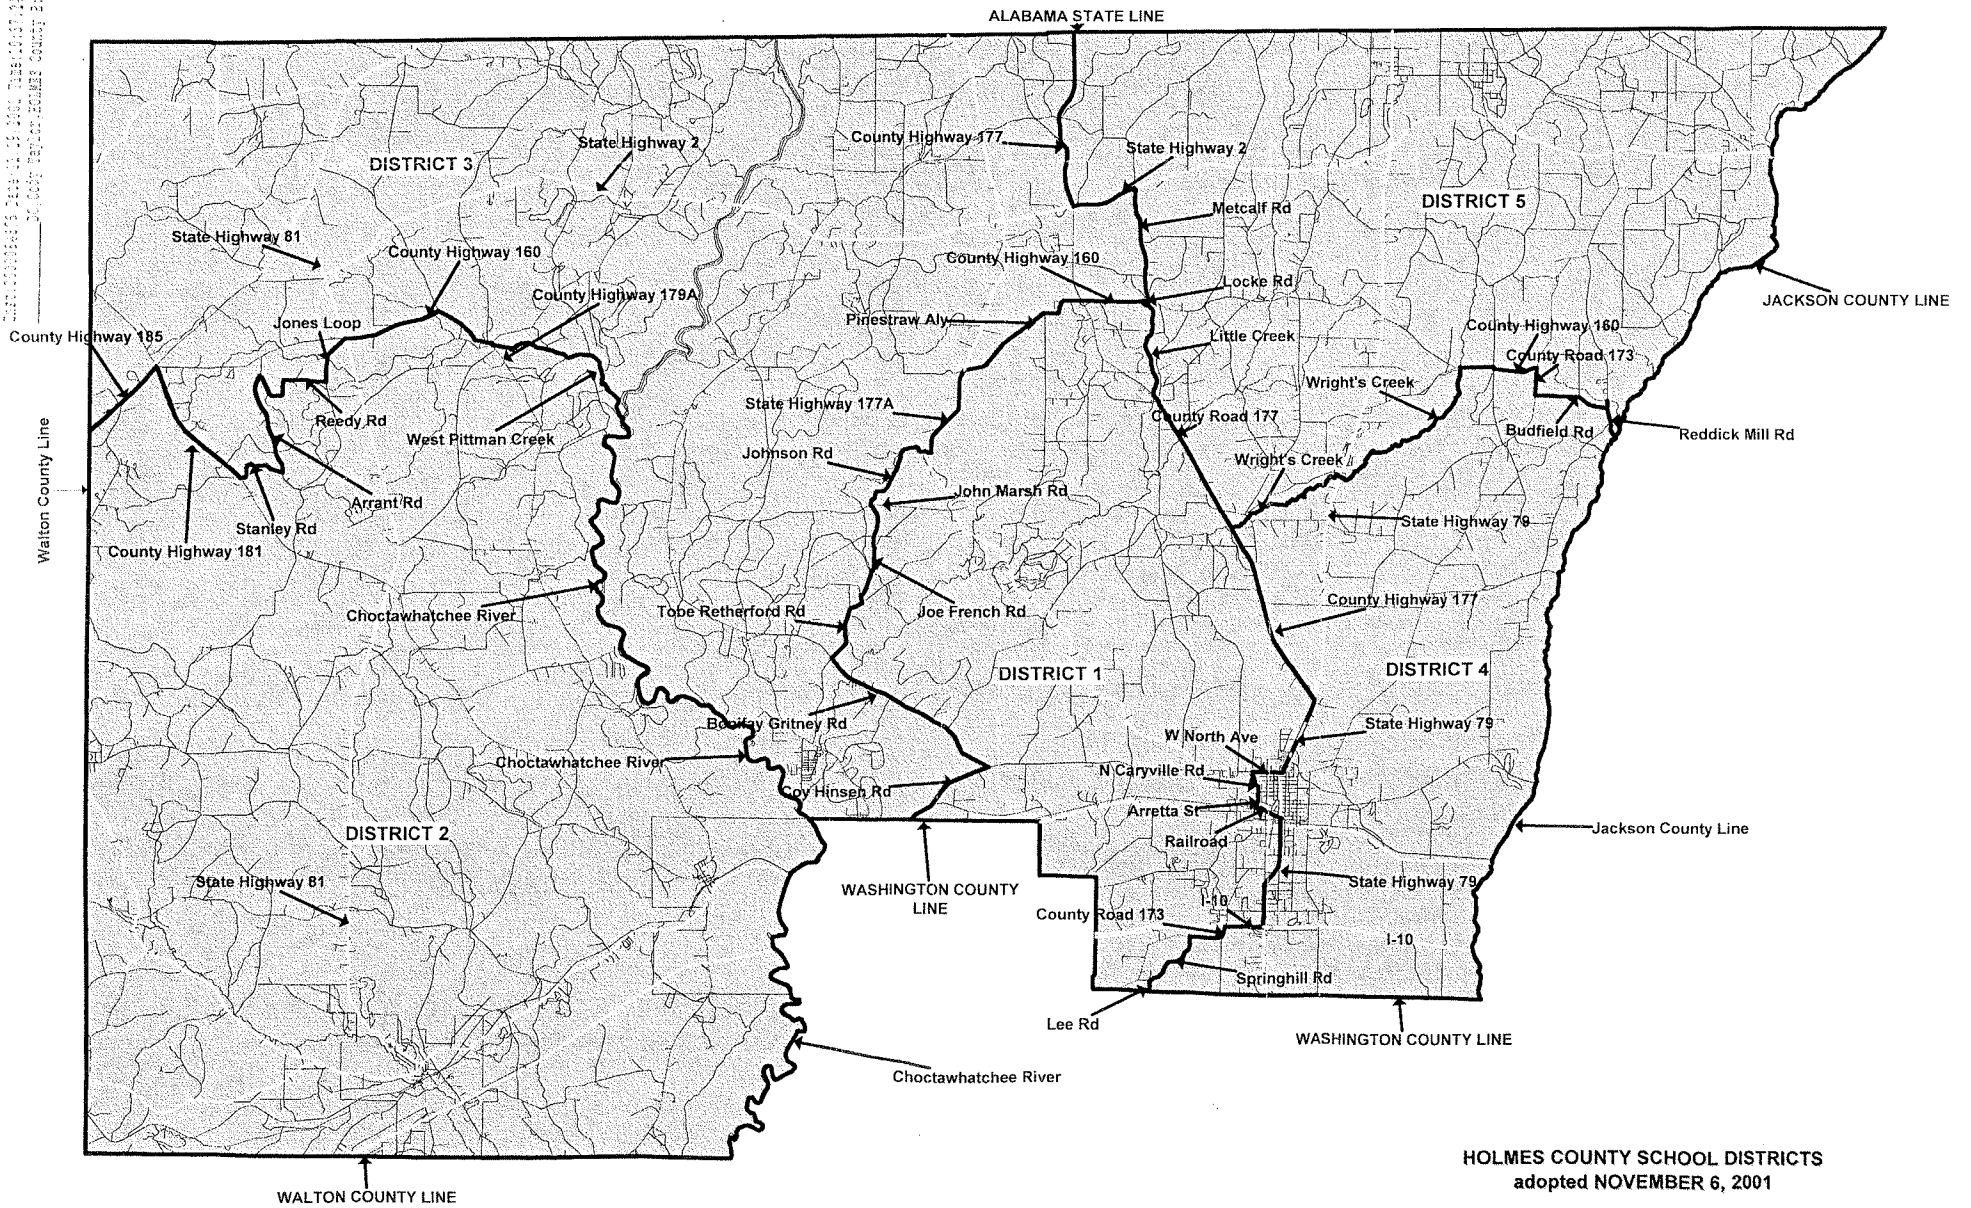 ALABAMA STATE LINE
County Highway 177
State Highway 2
State Highway 2
DISTRICT 3
DISTRICT 5
Metcalf Rd
State Highway 81
County Highway 160
County Highway 160
Locke Rd
County Highway 179A
JACKSON COUNTY LINE
Pinestraw Aly
Jones Loop
County Highway 160
County Highway 185
Little Creek
County Road 173
Wright's Creek
State Highway 177A
County Road 177
Reedy Rd
Budfield Rd
Reddick Mill Rd
West Pittman Creek
Johnson Rd
Wright's Creek
Walton County Line
John Marsh Rd
Arrant Rd
State Highway 79
Stanley Rd
County Highway 181
County Highway 177
Choctawhatchee River
Tobe Retherford Rd
Joe French Rd
DISTRICT 1
DISTRICT 4
Bonifay Gritney Rd
State Highway 79
W North Ave
Choctawhatchee River
N Caryville Rd
Coy Hinsen Rd
Arretta St
DISTRICT 2
Railroad
Jackson County Line
State Highway 81
WASHINGTON COUNTY
LINE
State Highway 79
I-10
County Road 173
I-10
Springhill Rd
Lee Rd
WASHINGTON COUNTY LINE
Choctawhatchee River
HOLMES COUNTY SCHOOL DISTRICTS
adopted NOVEMBER 6, 2001
WALTON COUNTY LINE